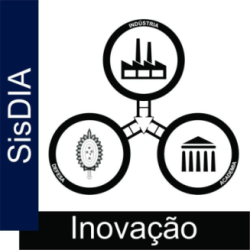 SisDIA
INDÚSTRIA
DEFESA
ACADEMIA
Inovação